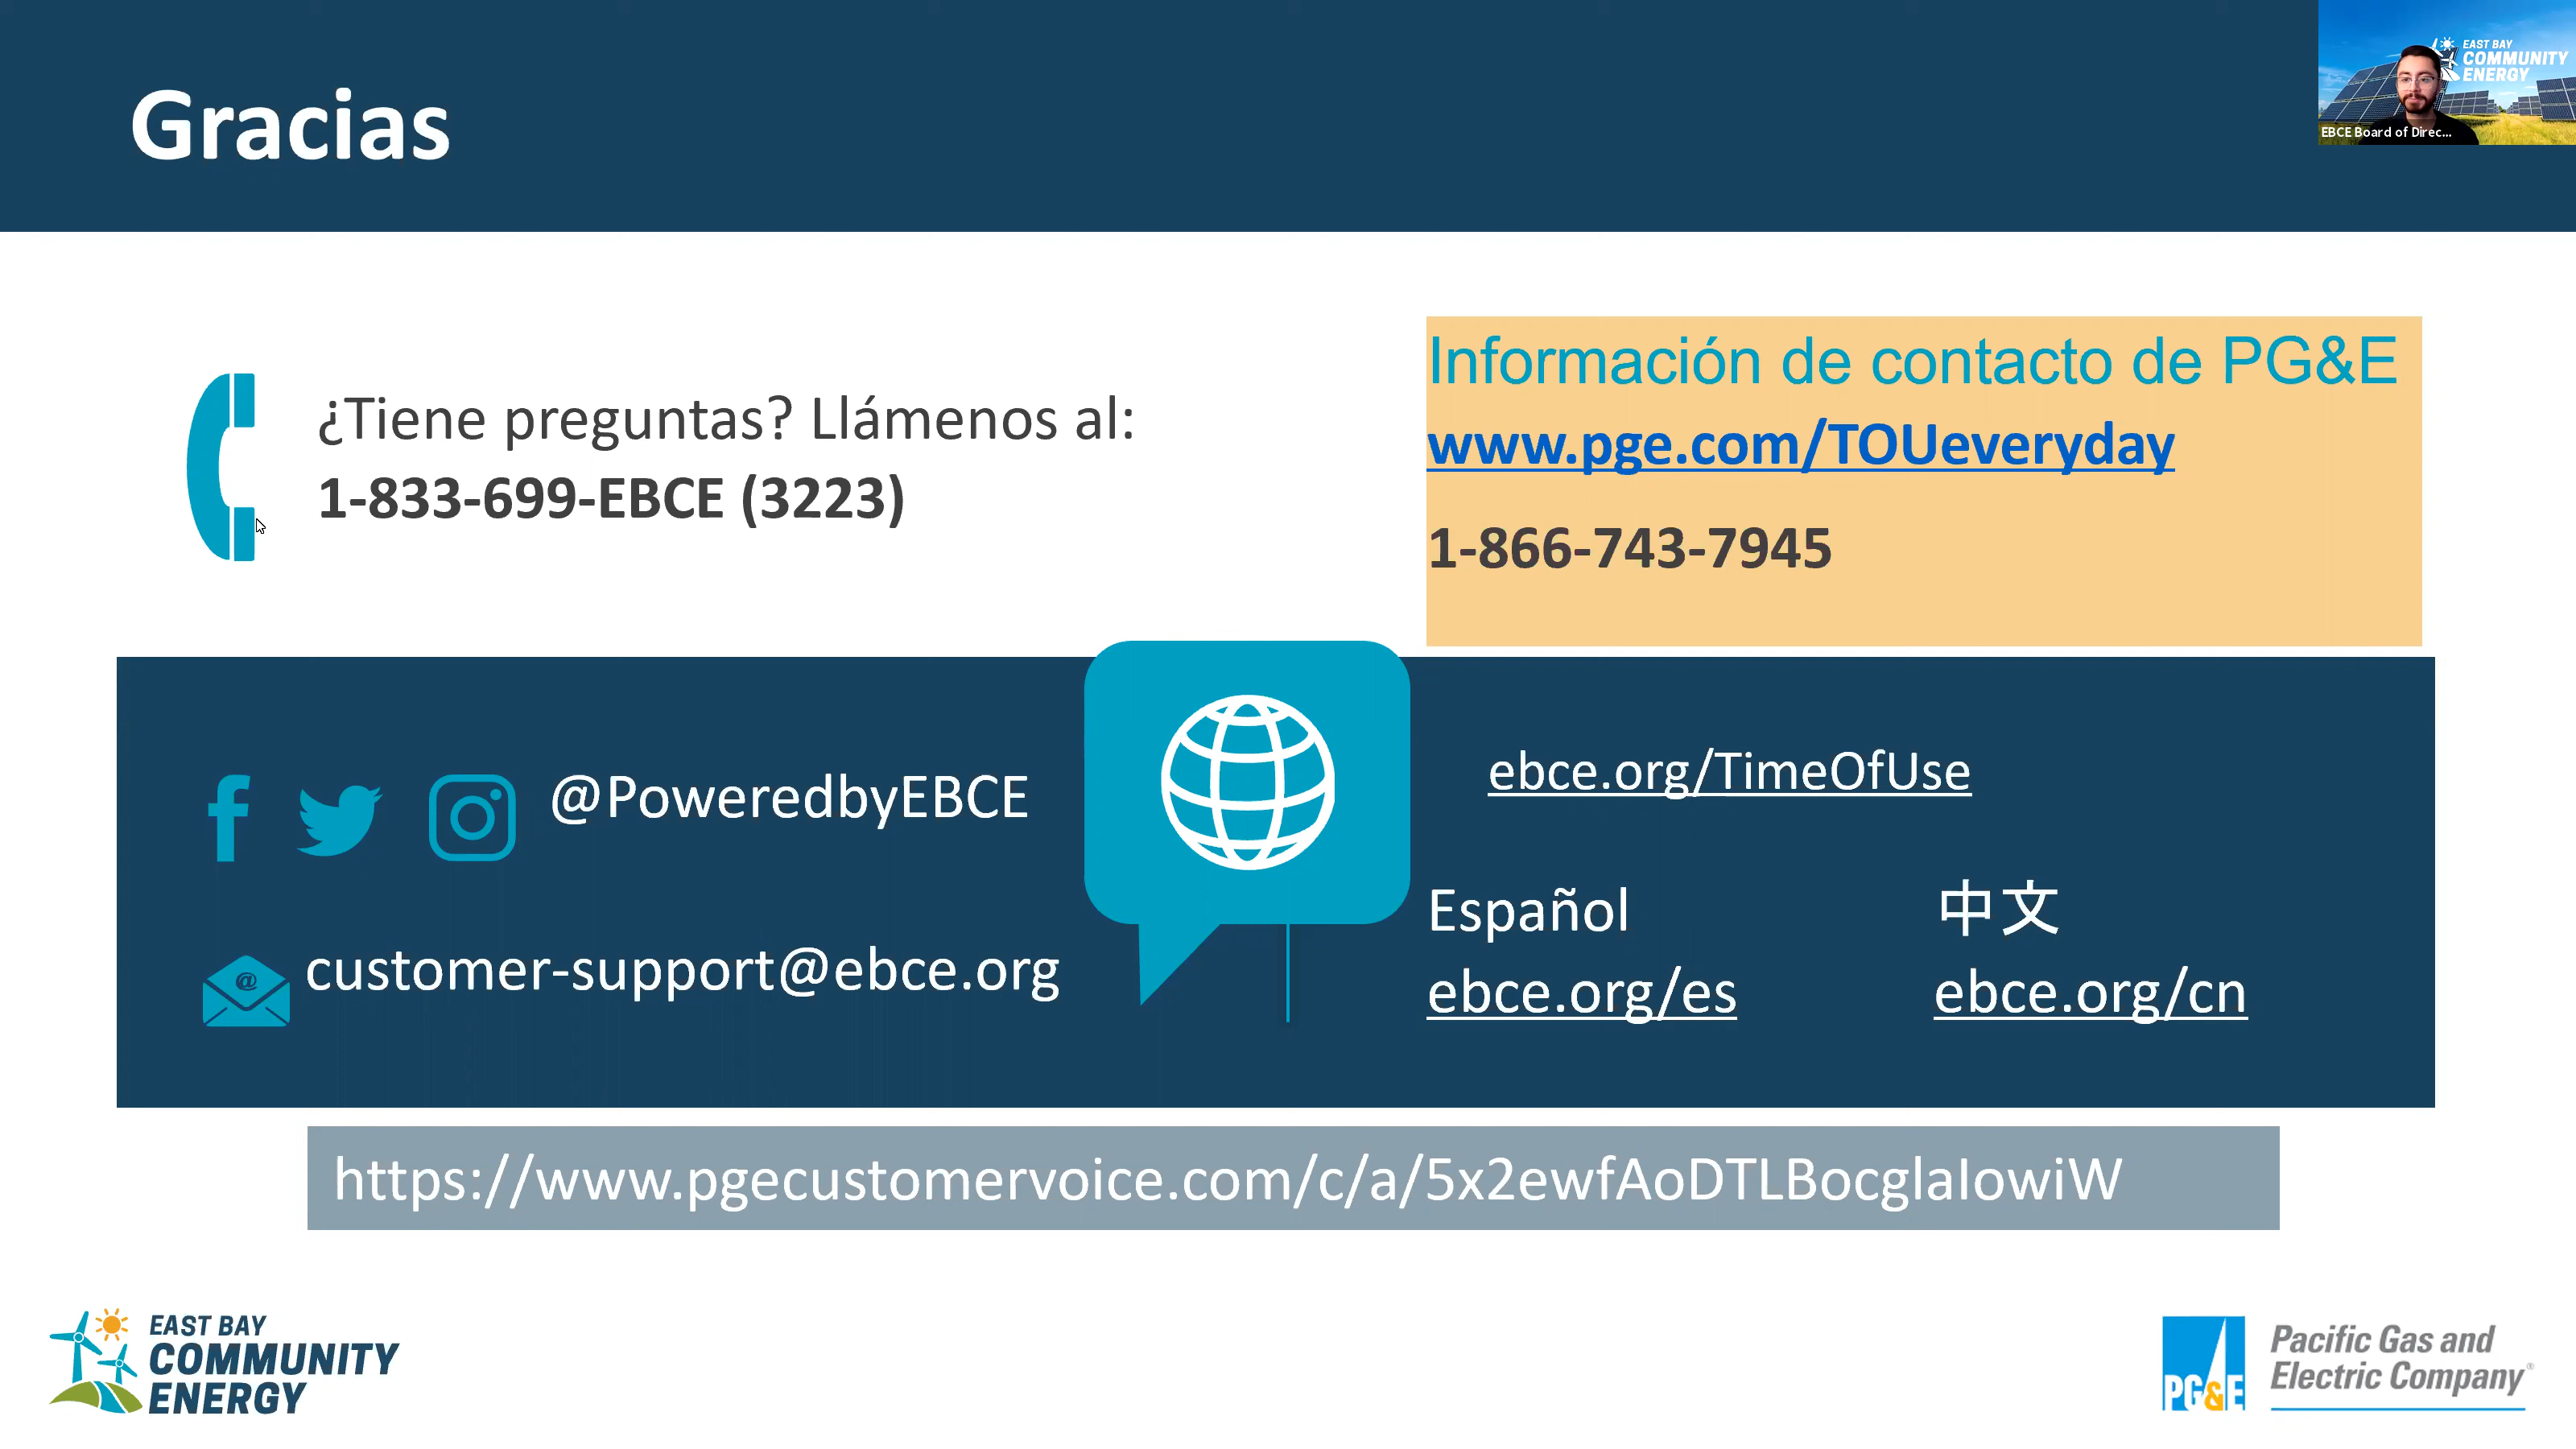 Gracias
EAST BAY
COMMUNITY
ENERGY
EBCE Board of Direc...
¿Tiene preguntas? Llámenos al:
1-833-699-EBCE (3223)
Información de contacto de PG&E
www.pge.com/TOUeveryday
1-866-743-7945
@PoweredbyEBCE
@
customer-support@ebce.org
ebce.org/TimeOfUse
Español
ebce.org/es
中文
ebce.org/cn
https://www.pgecustomervoice.com/c/a/5x2ewfAoDTLBocglaIowiW
EAST BAY
COMMUNITY
ENERGY
PG&E
Pacific Gas and
Electric Company®